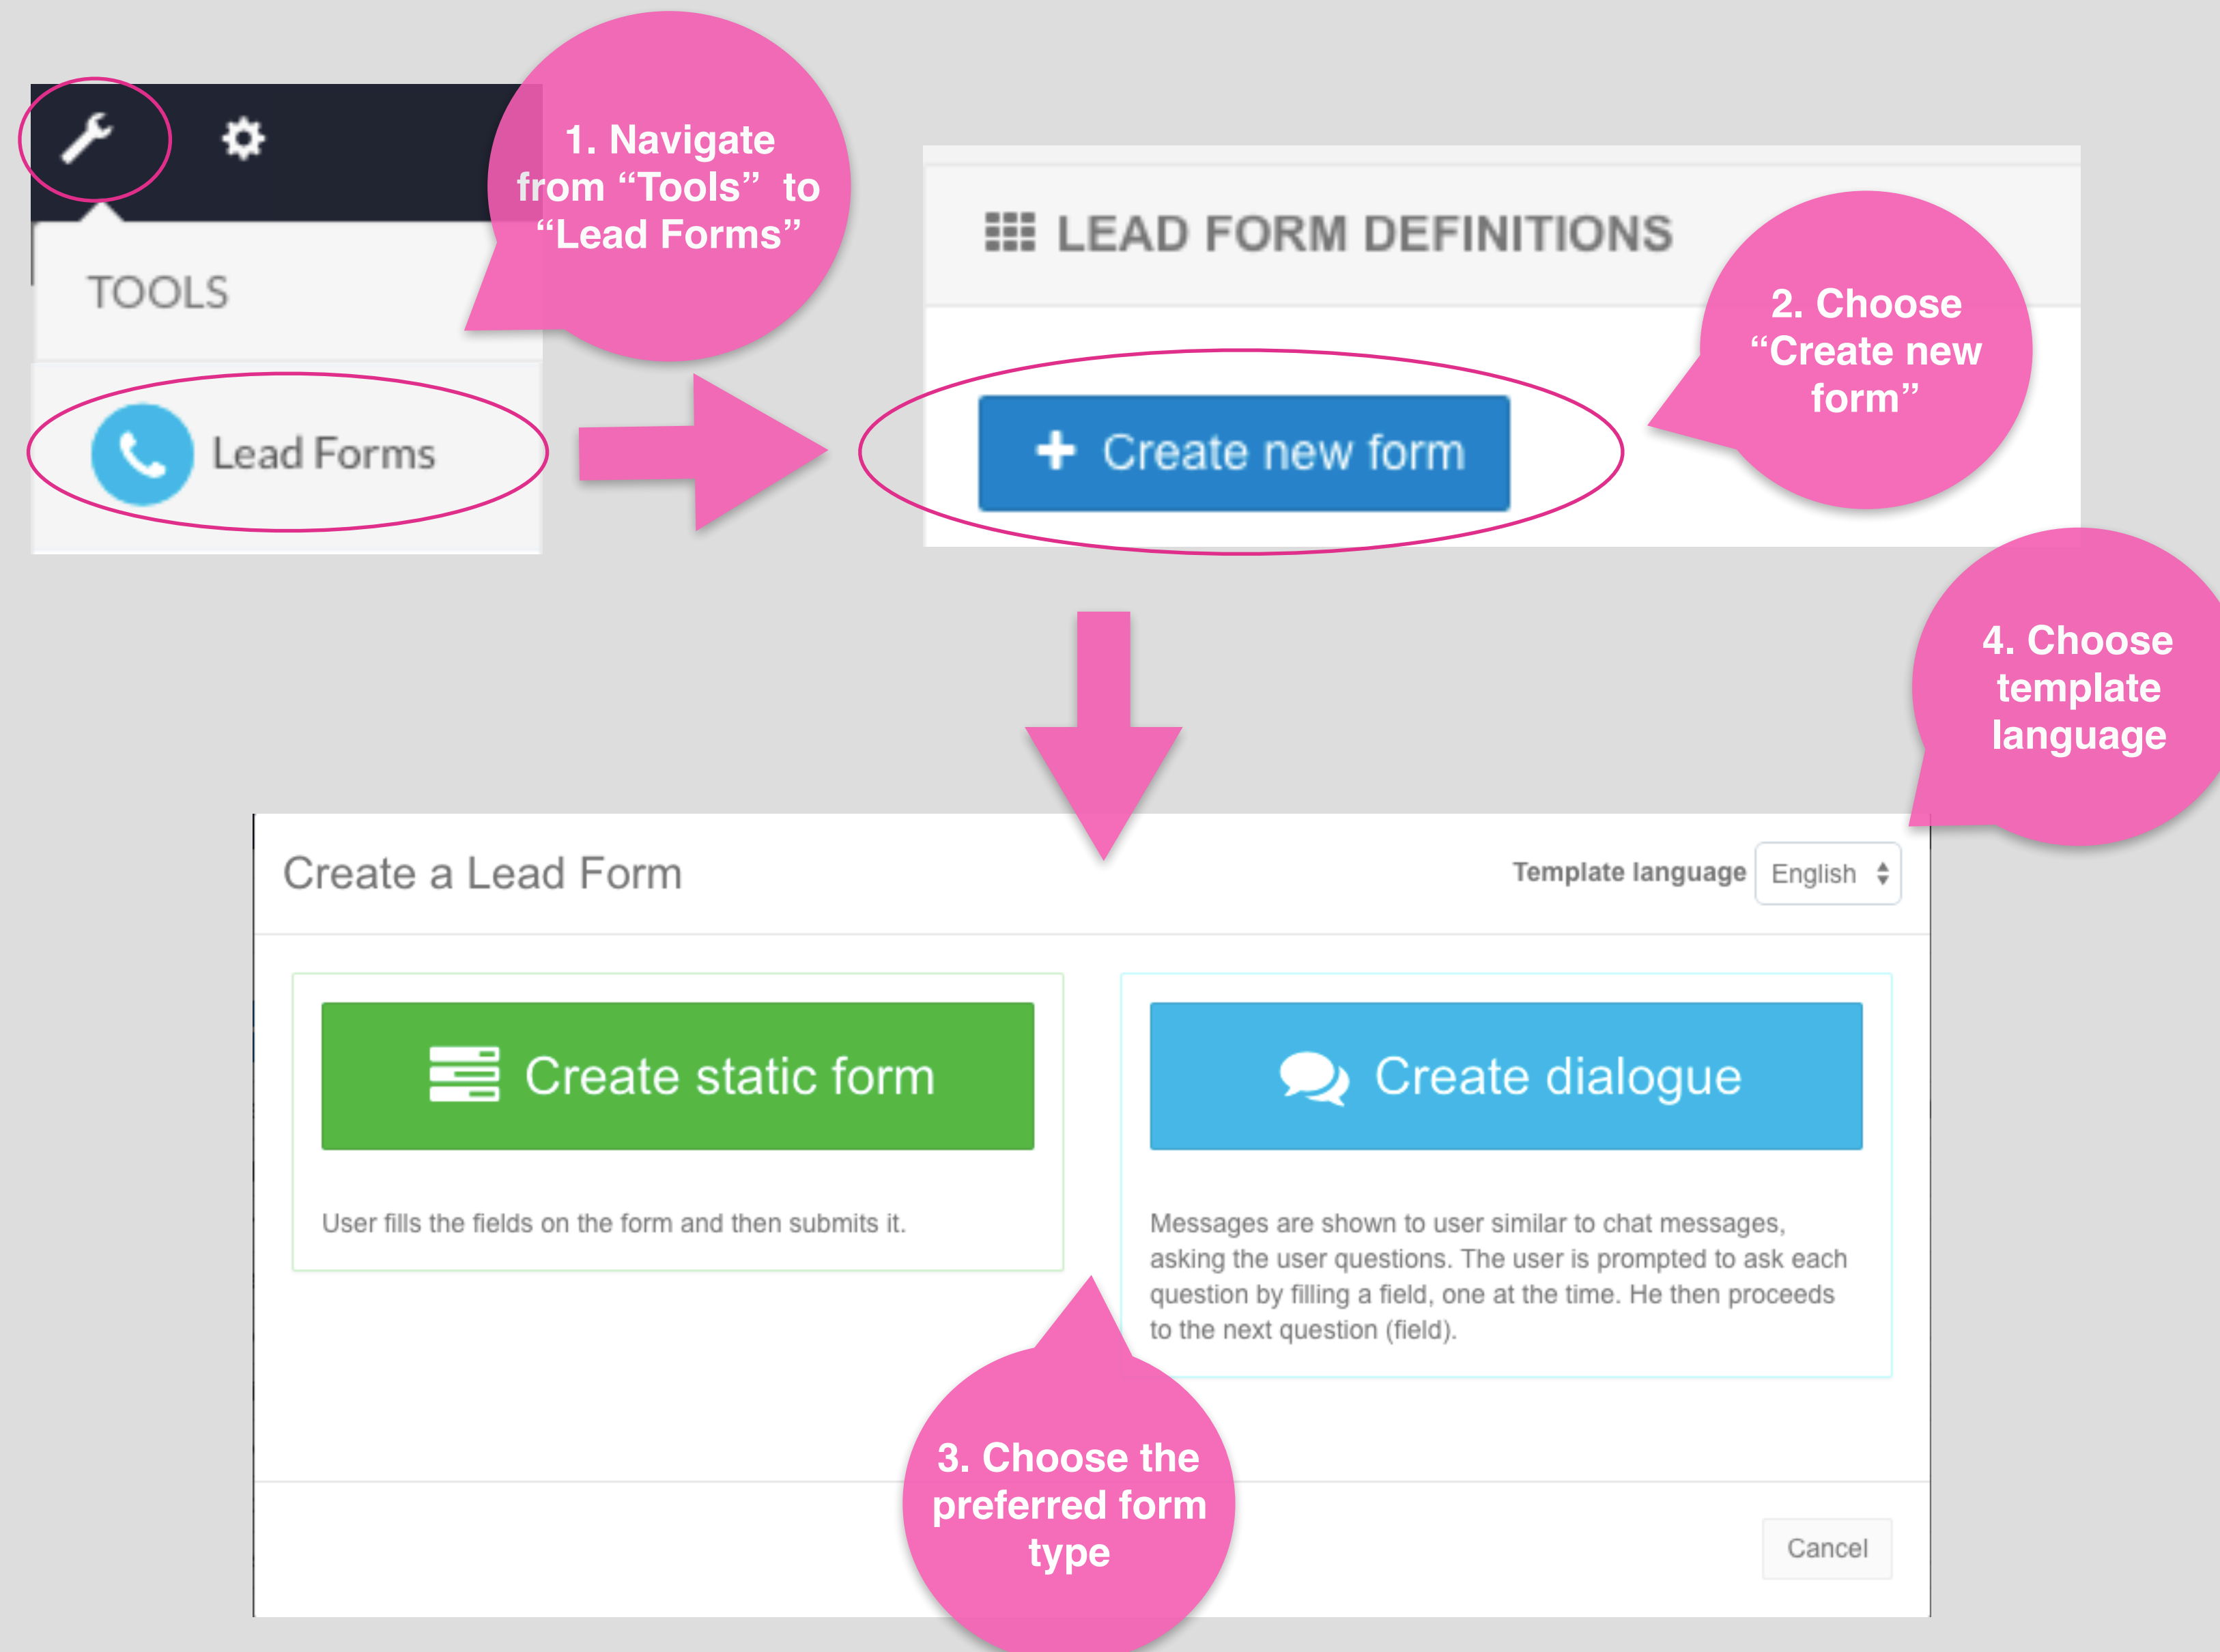 1. Navigate
from “Tools” to
“Lead Forms”
TOOLS
Lead Forms
LEAD FORM DEFINITIONS
2. Choose
“Create new
form”
+ Create new form
4. Choose
template
language
Create a Lead Form
Template language English
Create static form
User fills the fields on the form and then submits it.
Create dialogue
Messages are shown to user similar to chat messages,
asking the user questions. The user is prompted to ask each
question by filling a field, one at the time. He then proceeds
to the next question (field).
3. Choose the
preferred form
type
Cancel